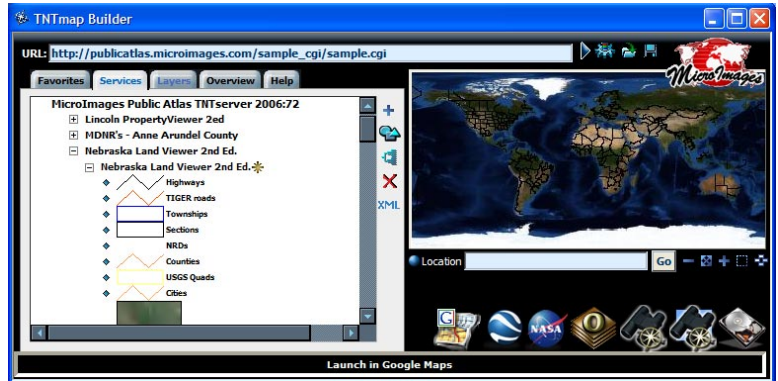 TNTmap Builder
URL: http://publicatlas.microimages.com/sample_cgi/sample.cgi
MicroImages
Favorites Services Layers Overview Help
MicroImages Public Atlas TNTserver 2006:72
Lincoln PropertyViewer 2ed
MDNR's - Anne Arundel County
Nebraska Land Viewer 2nd Ed.
Nebraska Land Viewer 2nd Ed.
Highways
TIGER roads
Townships
Sections
NRDs
Counties
USGS Quads
Cities
XML
Location Go
G NASA O
Launch in Google Maps